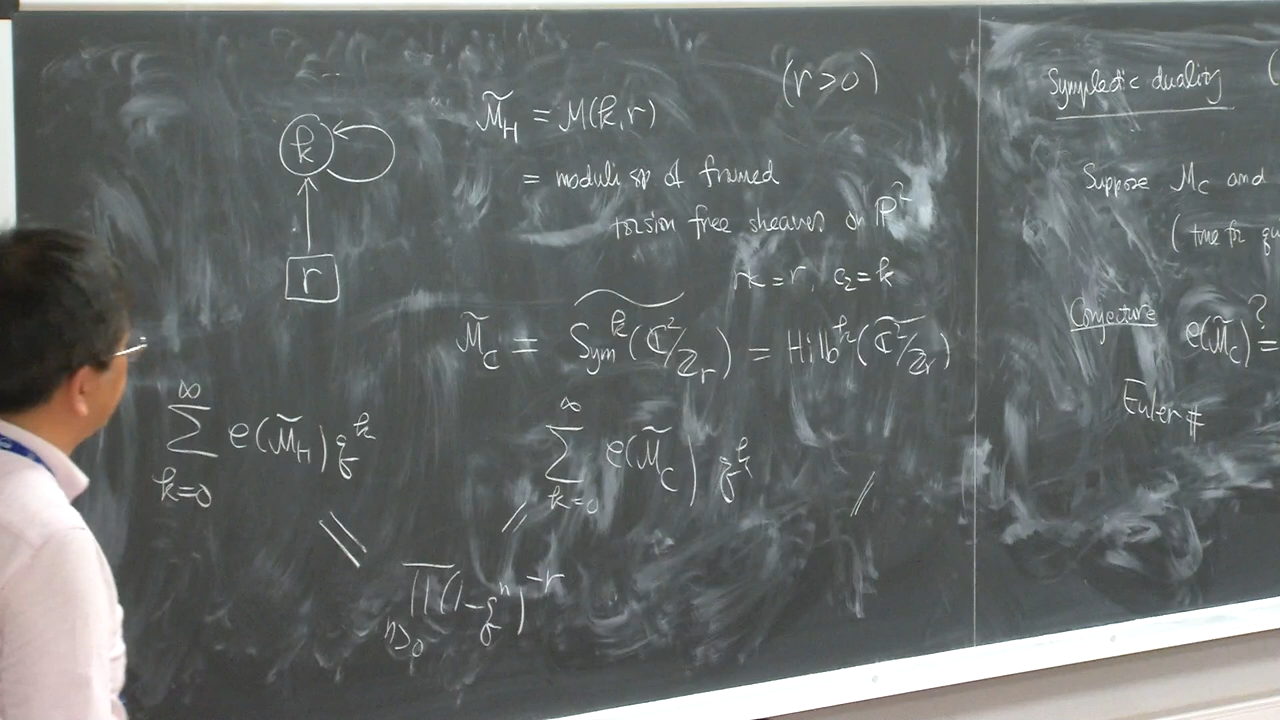 (r>0)
k
r
M̃_H = M(k,r)
= moduli sp of framed
torsion free sheaves on ℙ²
rk = r, c₂ = k
M̃_C = Sym^k(ℂ²/ℤ_r)~ = Hilb^k(ℂ²/ℤ_r~)
∑_{k=0}^∞ e(M̃_H) q^k
∑_{k=0}^∞ e(M̃_C) q^k
∏_{n>0} (1-q^n)^{-r}
Symplectic duality (
Suppose M_C and
(true for qu
Conjecture e(M̃_C) ?=
Euler #